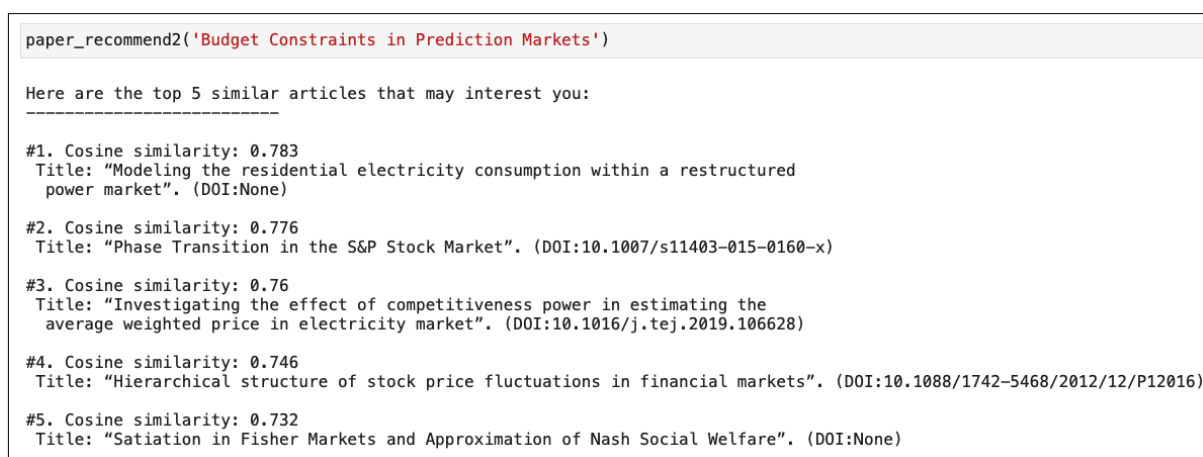 paper_recommend2('Budget Constraints in Prediction Markets')
Here are the top 5 similar articles that may interest you:
--------------------------
#1. Cosine similarity: 0.783
Title: “Modeling the residential electricity consumption within a restructured
power market”. (DOI:None)
#2. Cosine similarity: 0.776
Title: “Phase Transition in the S&P Stock Market”. (DOI:10.1007/s11403-015-0160-x)
#3. Cosine similarity: 0.76
Title: “Investigating the effect of competitiveness power in estimating the
average weighted price in electricity market”. (DOI:10.1016/j.tej.2019.106628)
#4. Cosine similarity: 0.746
Title: “Hierarchical structure of stock price fluctuations in financial markets”. (DOI:10.1088/1742-5468/2012/12/P12016)
#5. Cosine similarity: 0.732
Title: “Satiation in Fisher Markets and Approximation of Nash Social Welfare”. (DOI:None)